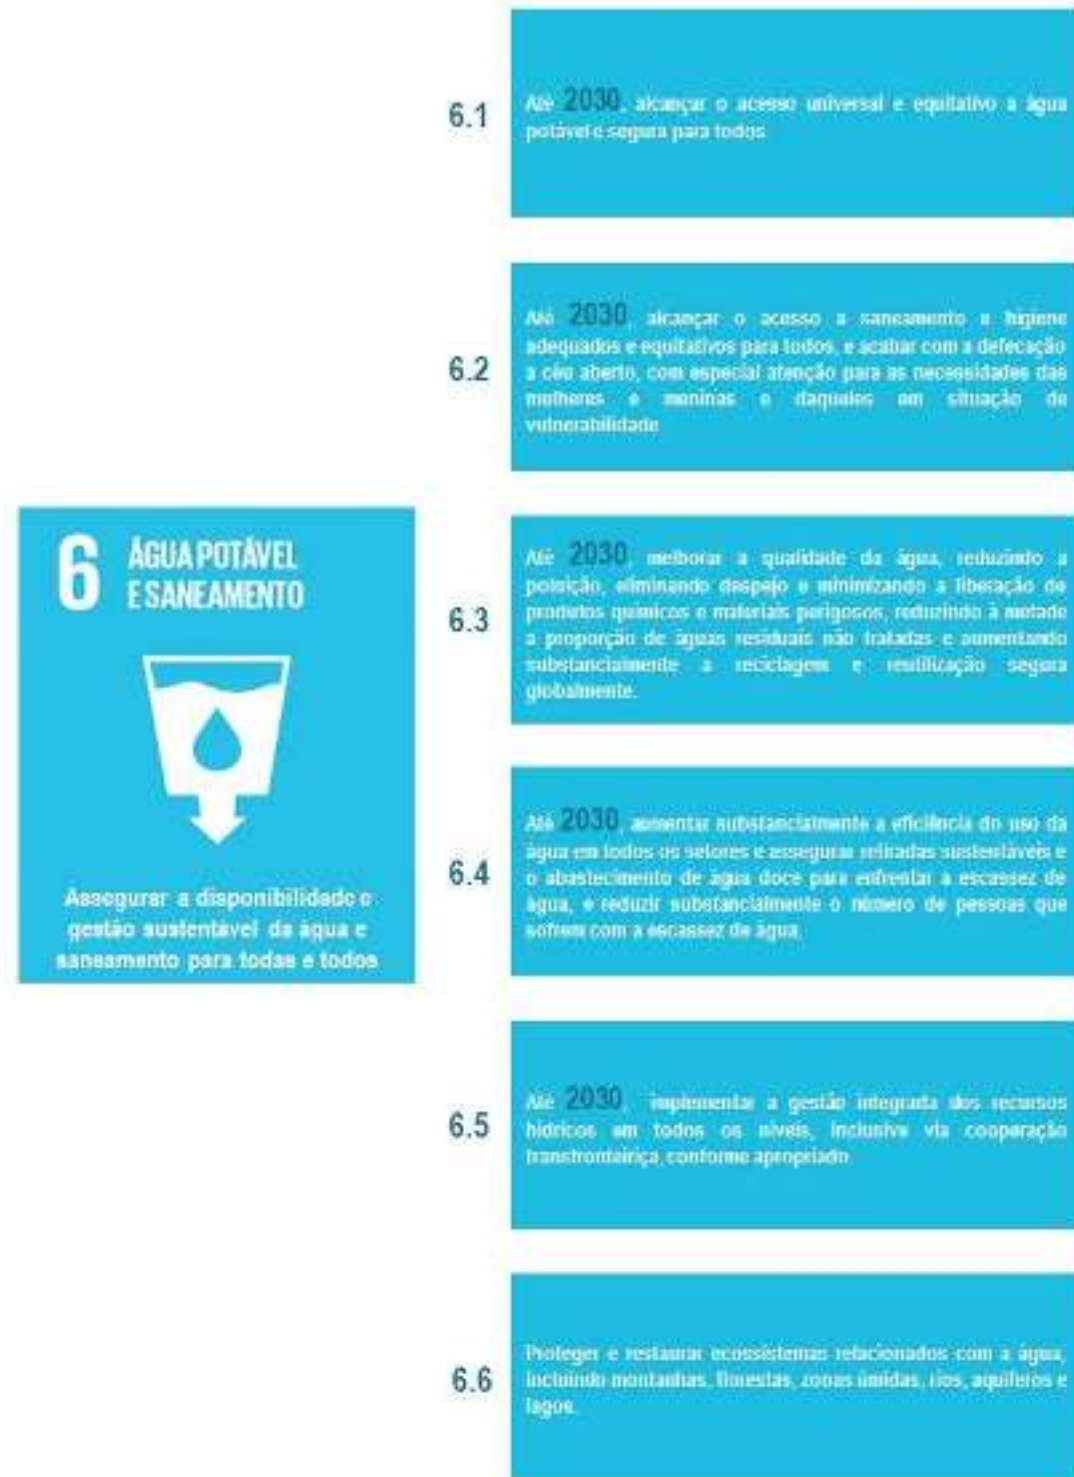 6.1
Até 2030, alcançar o acesso universal e equitativo a água
potável e segura para todos.
6.2
Até 2030, alcançar o acesso a saneamento e higiene
adequados e equitativos para todos, e acabar com a defecação
a céu aberto, com especial atenção para as necessidades das
mulheres e meninas e daqueles em situação de
vulnerabilidade
6 ÁGUA POTÁVEL
E SANEAMENTO
Assegurar a disponibilidade e
gestão sustentável da água e
saneamento para todas e todos
6.3
Até 2030, melhorar a qualidade da água, reduzindo a
poluição, eliminando despejo e minimizando a liberação de
produtos químicos e materiais perigosos, reduzindo à metade
a proporção de águas residuais não tratadas e aumentando
substancialmente a reciclagem e reutilização segura
globalmente.
6.4
Até 2030, aumentar substancialmente a eficiência do uso da
água em todos os setores e assegurar retiradas sustentáveis e
o abastecimento de água doce para enfrentar a escassez de
água, e reduzir substancialmente o número de pessoas que
sofrem com a escassez de água.
6.5
Até 2030, implementar a gestão integrada dos recursos
hídricos em todos os níveis, inclusive via cooperação
transfronteiriça, conforme apropriado.
6.6
Proteger e restaurar ecossistemas relacionados com a água,
incluindo montanhas, florestas, zonas úmidas, rios, aquíferos e
lagos.